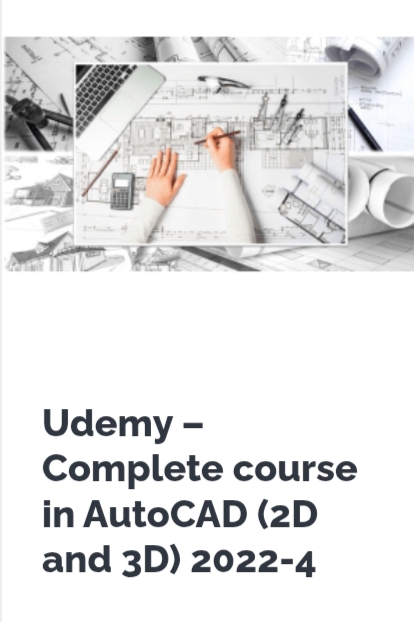 Udemy –
Complete course
in AutoCAD (2D
and 3D) 2022-4